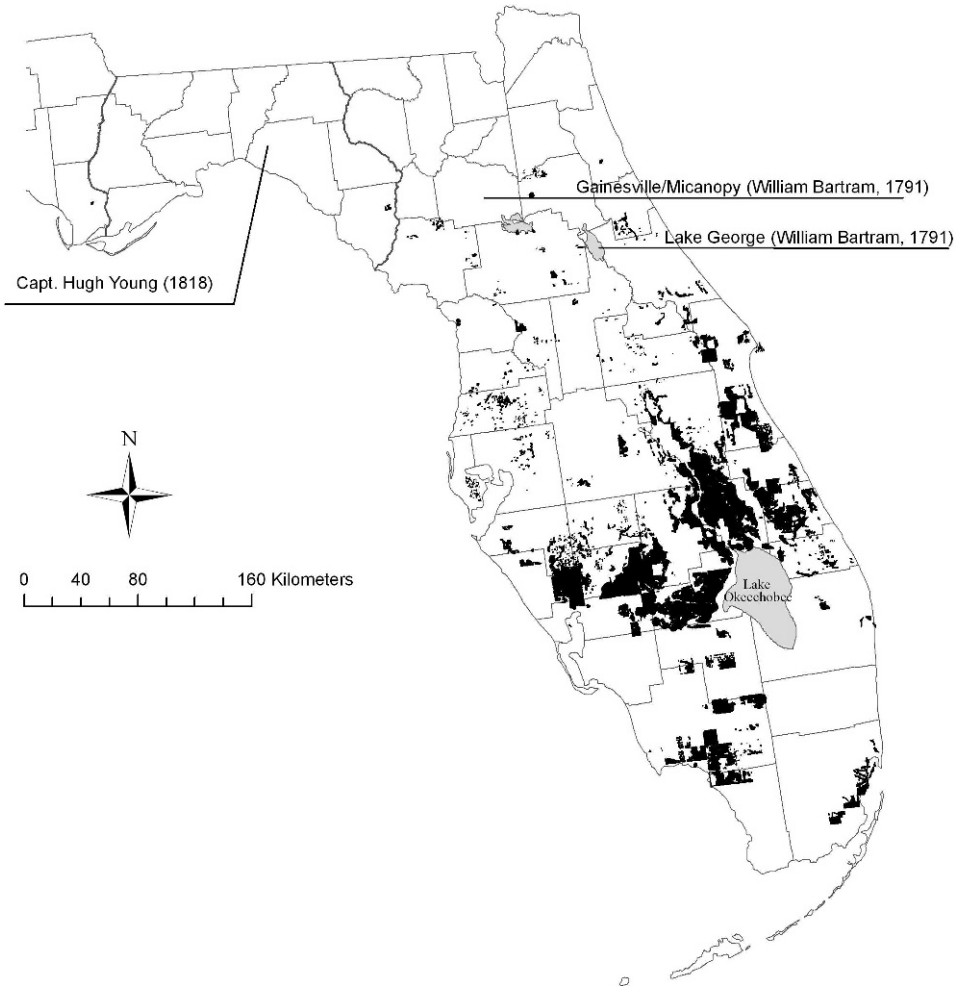 Gainesville/Micanopy (William Bartram, 1791)
Lake George (William Bartram, 1791)
Capt. Hugh Young (1818)
N
0 40 80 160 Kilometers
Lake
Okeechobee